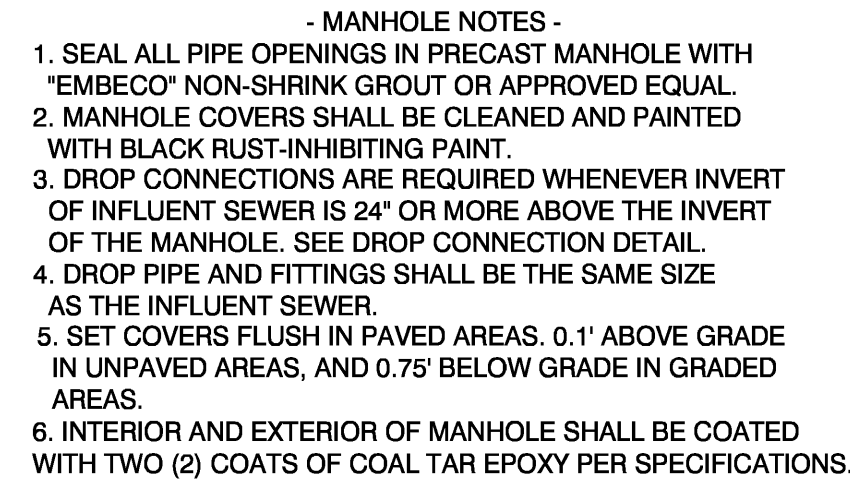 - MANHOLE NOTES -
1. SEAL ALL PIPE OPENINGS IN PRECAST MANHOLE WITH
"EMBECO" NON-SHRINK GROUT OR APPROVED EQUAL.
2. MANHOLE COVERS SHALL BE CLEANED AND PAINTED
WITH BLACK RUST-INHIBITING PAINT.
3. DROP CONNECTIONS ARE REQUIRED WHENEVER INVERT
OF INFLUENT SEWER IS 24" OR MORE ABOVE THE INVERT
OF THE MANHOLE. SEE DROP CONNECTION DETAIL.
4. DROP PIPE AND FITTINGS SHALL BE THE SAME SIZE
AS THE INFLUENT SEWER.
5. SET COVERS FLUSH IN PAVED AREAS. 0.1' ABOVE GRADE
IN UNPAVED AREAS, AND 0.75' BELOW GRADE IN GRADED
AREAS.
6. INTERIOR AND EXTERIOR OF MANHOLE SHALL BE COATED
WITH TWO (2) COATS OF COAL TAR EPOXY PER SPECIFICATIONS.